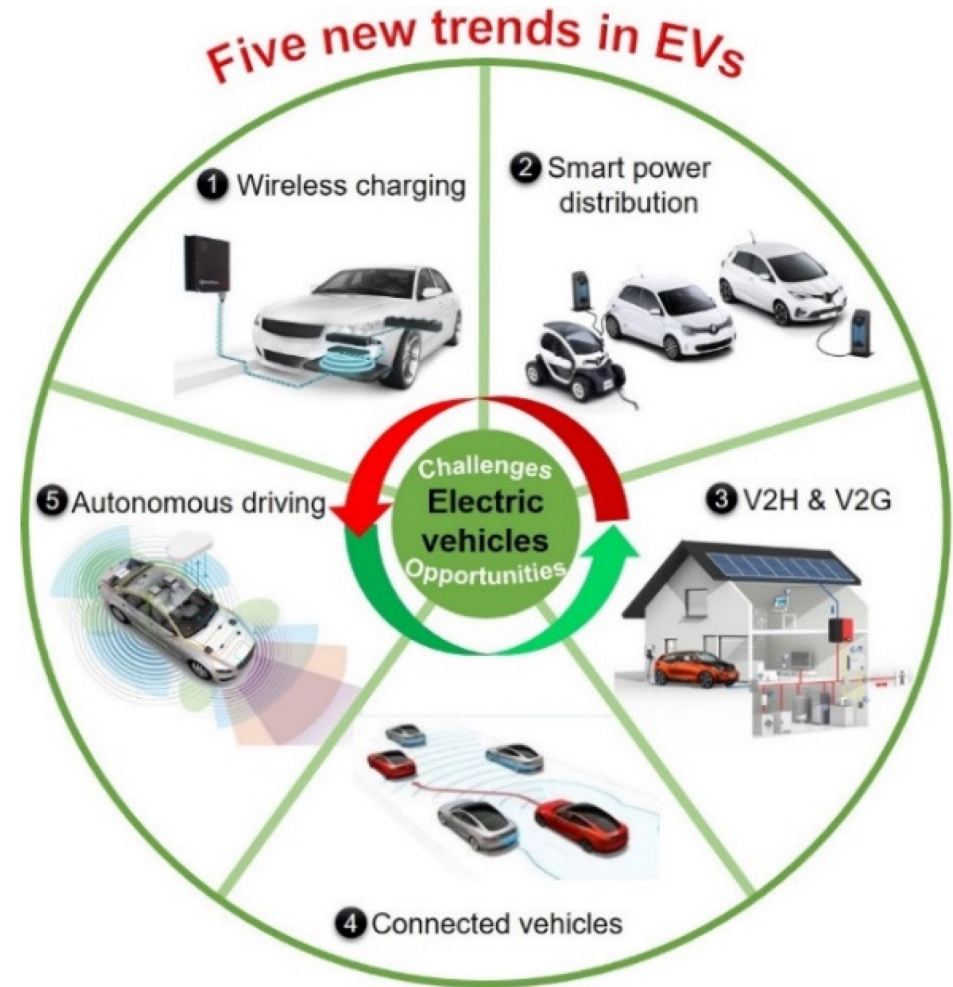 Five new trends in EVs
1 Wireless charging
2 Smart power
distribution
3 V2H & V2G
4 Connected vehicles
5 Autonomous driving
Challenges
Electric
vehicles
Opportunities